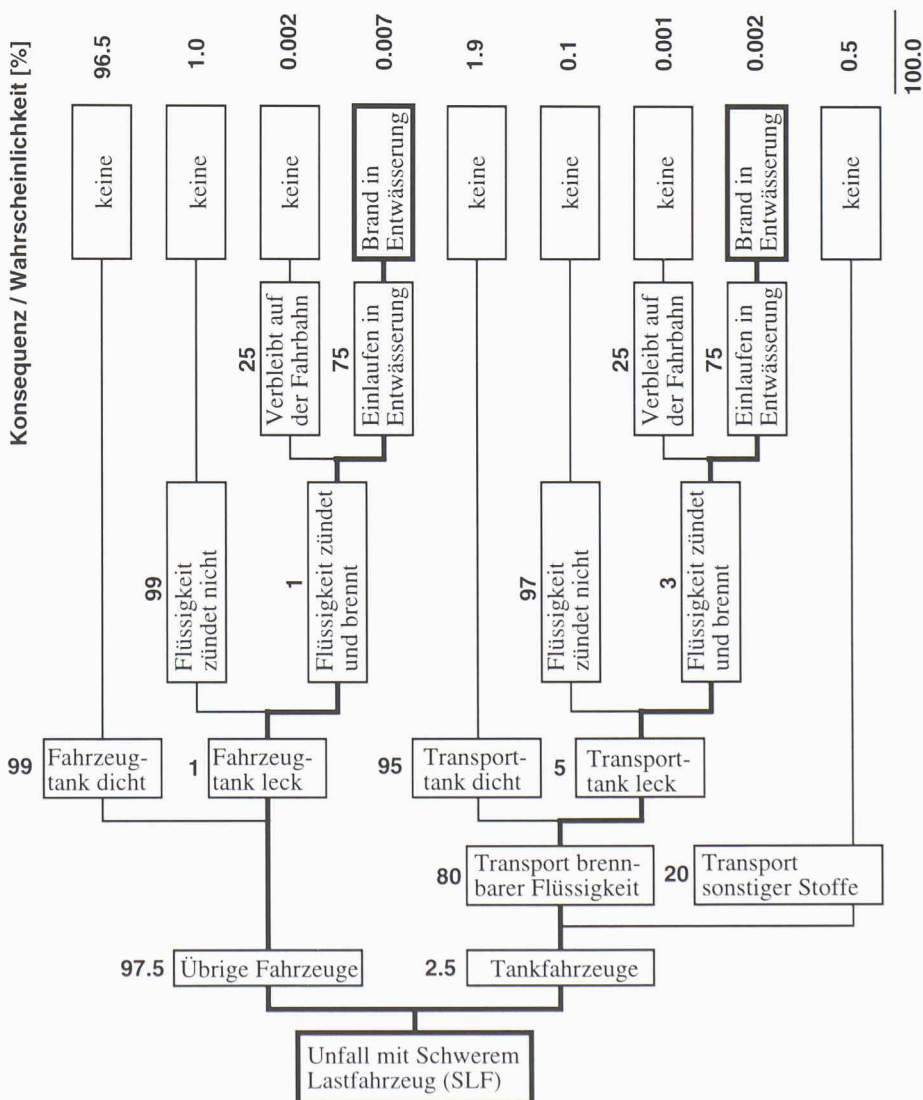 Konsequenz / Wahrscheinlichkeit [%]
96.5
1.0
0.002
0.007
1.9
0.1
0.001
0.002
0.5
100.0
keine
keine
keine
Brand in
Entwässerung
keine
keine
keine
Brand in
Entwässerung
keine
25
Verbleibt auf
der Fahrbahn
75
Einlaufen in
Entwässerung
25
Verbleibt auf
der Fahrbahn
75
Einlaufen in
Entwässerung
99
Flüssigkeit
zündet nicht
1
Flüssigkeit zündet
und brennt
97
Flüssigkeit
zündet nicht
3
Flüssigkeit zündet
und brennt
99
Fahrzeug-
tank dicht
1
Fahrzeug-
tank leck
95
Transport-
tank dicht
5
Transport-
tank leck
80
Transport brenn-
barer Flüssigkeit
20
Transport
sonstiger Stoffe
97.5
Übrige Fahrzeuge
2.5
Tankfahrzeuge
Unfall mit Schwerem
Lastfahrzeug (SLF)